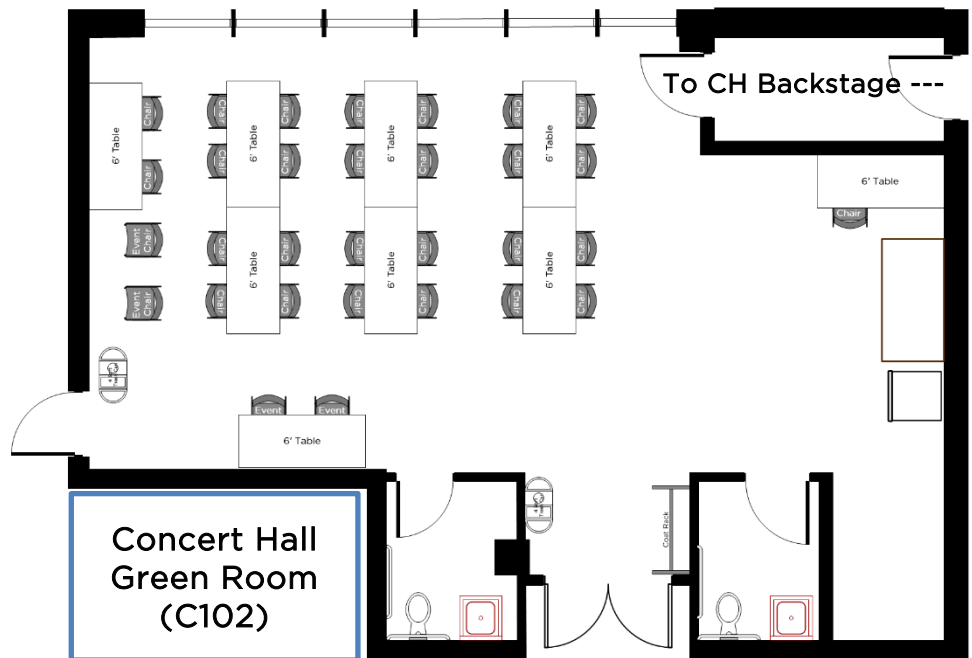 To CH Backstage ---
Chair
Chair
Chair
Chair
Chair
Chair
Chair
6' Table
6' Table
6' Table
6' Table
Chair
Chair
Chair
Chair
Chair
Chair
Chair
6' Table
Chair
Event
Chair
Chair
Chair
Chair
Chair
Chair
Chair
6' Table
6' Table
6' Table
Event
Chair
Chair
Chair
Chair
Chair
Chair
Chair
Event
Event
6' Table
Coat Rack
Concert Hall
Green Room
(C102)